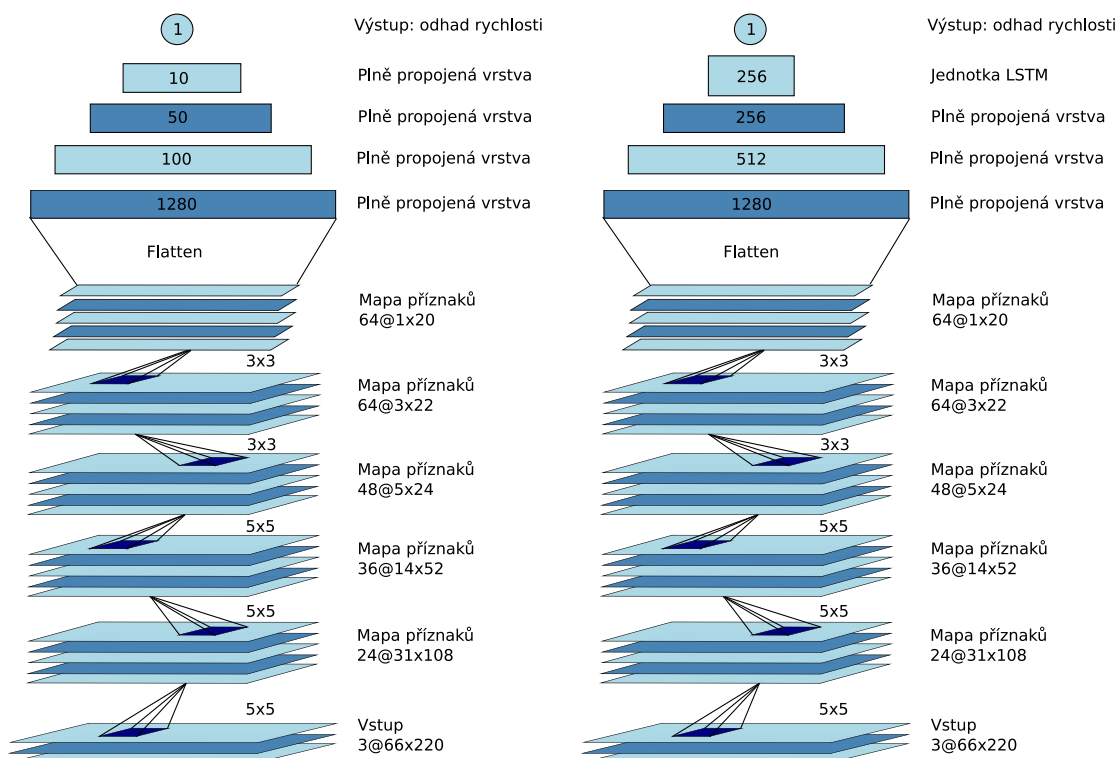 1
Výstup: odhad rychlosti
10
Plně propojená vrstva
50
Plně propojená vrstva
100
Plně propojená vrstva
1280
Plně propojená vrstva
Flatten
Mapa příznaků
64@1x20
3x3
Mapa příznaků
64@3x22
3x3
Mapa příznaků
48@5x24
5x5
Mapa příznaků
36@14x52
5x5
Mapa příznaků
24@31x108
5x5
Vstup
3@66x220
1
Výstup: odhad rychlosti
256
Jednotka LSTM
256
Plně propojená vrstva
512
Plně propojená vrstva
1280
Plně propojená vrstva
Flatten
Mapa příznaků
64@1x20
3x3
Mapa příznaků
64@3x22
3x3
Mapa příznaků
48@5x24
5x5
Mapa příznaků
36@14x52
5x5
Mapa příznaků
24@31x108
5x5
Vstup
3@66x220